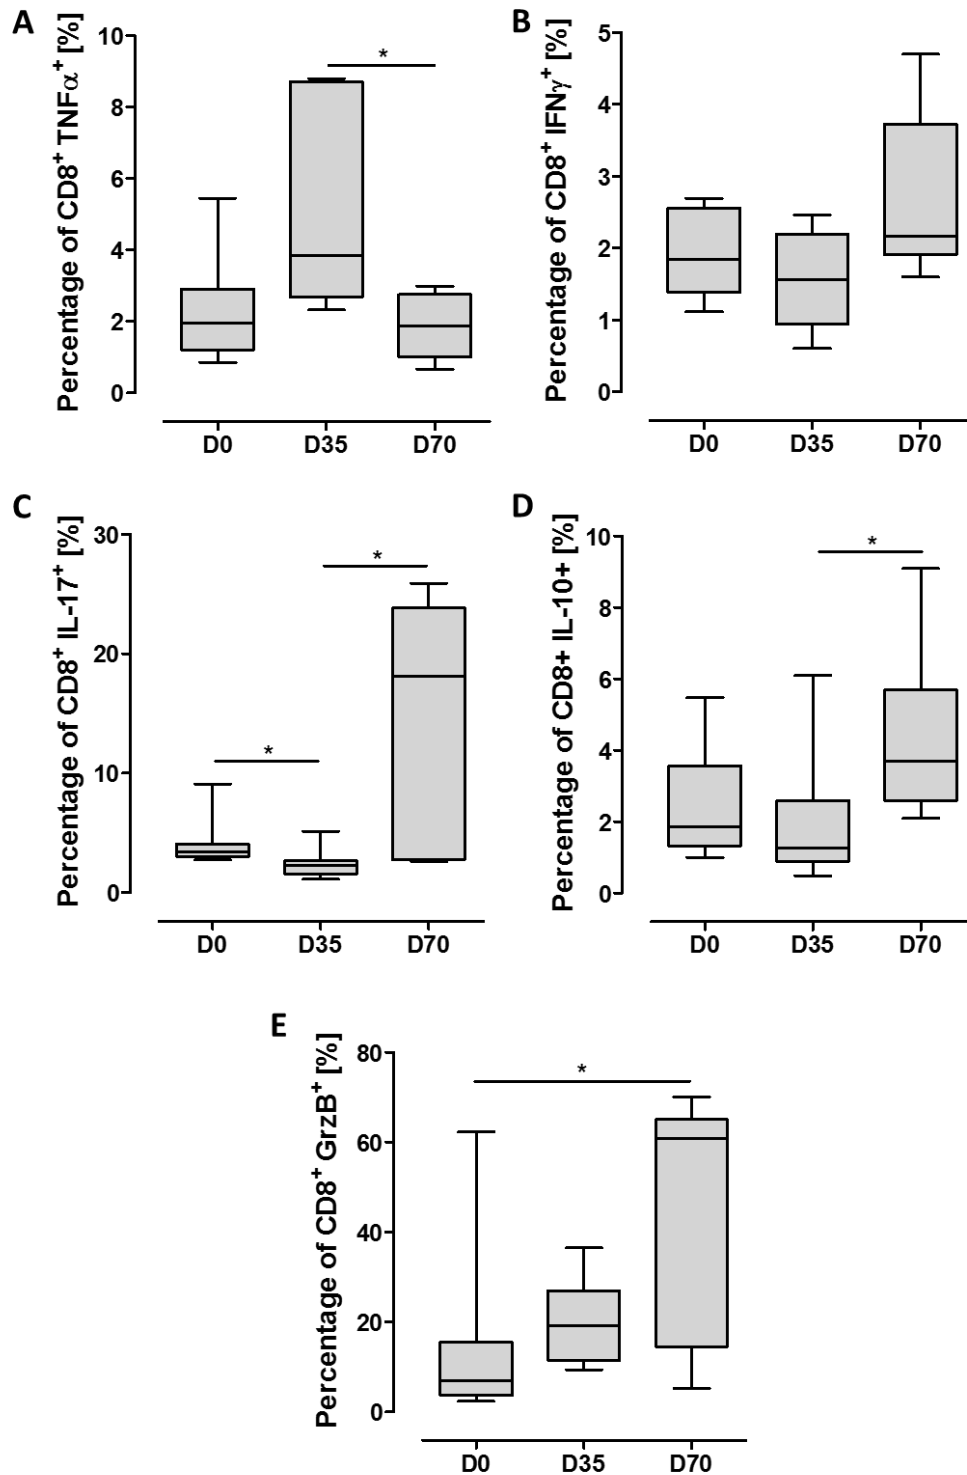 A
Percentage of CD8⁺ TNFα⁺ [%]
10
8
6
4
2
0
*
D0 D35 D70
B
Percentage of CD8⁺ IFNγ⁺ [%]
5
4
3
2
1
0
D0 D35 D70
C
Percentage of CD8⁺ IL-17⁺ [%]
30
20
10
0
*
*
D0 D35 D70
D
Percentage of CD8+ IL-10+ [%]
10
8
6
4
2
0
*
D0 D35 D70
E
Percentage of CD8⁺ GrzB⁺ [%]
80
60
40
20
0
*
D0 D35 D70